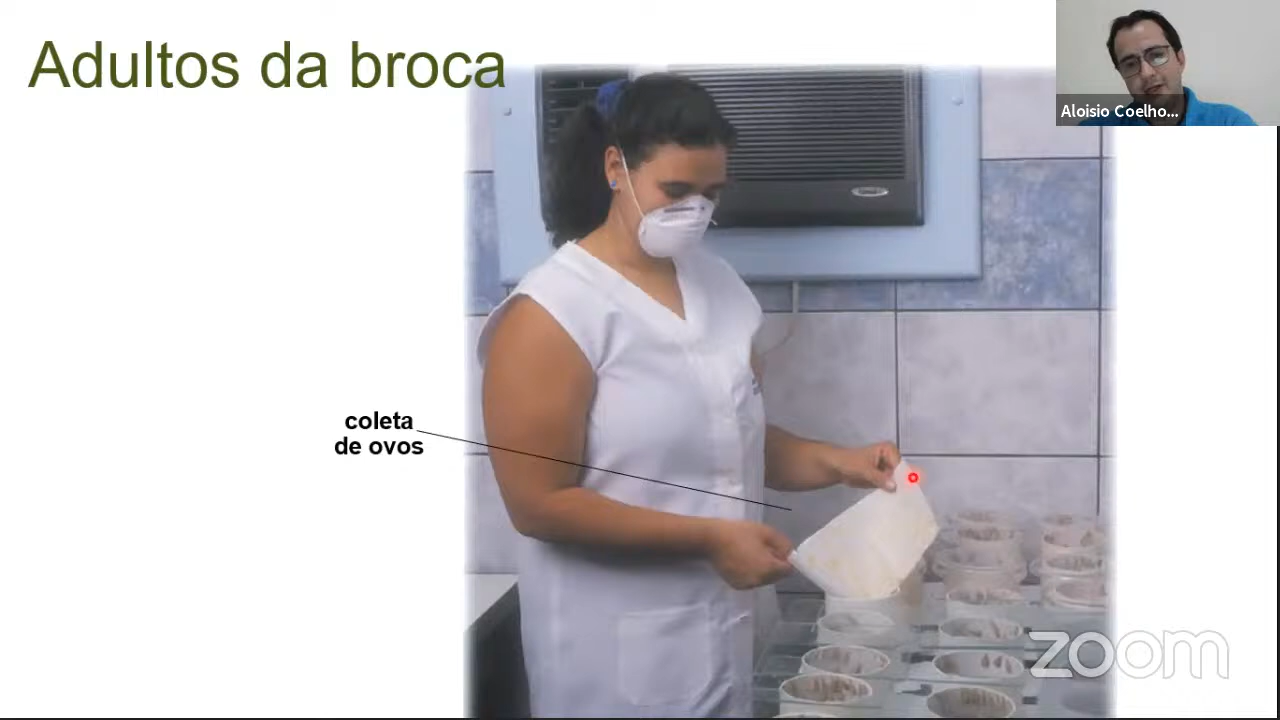 Adultos da broca
Aloisio Coelho...
coleta
de ovos
zoom